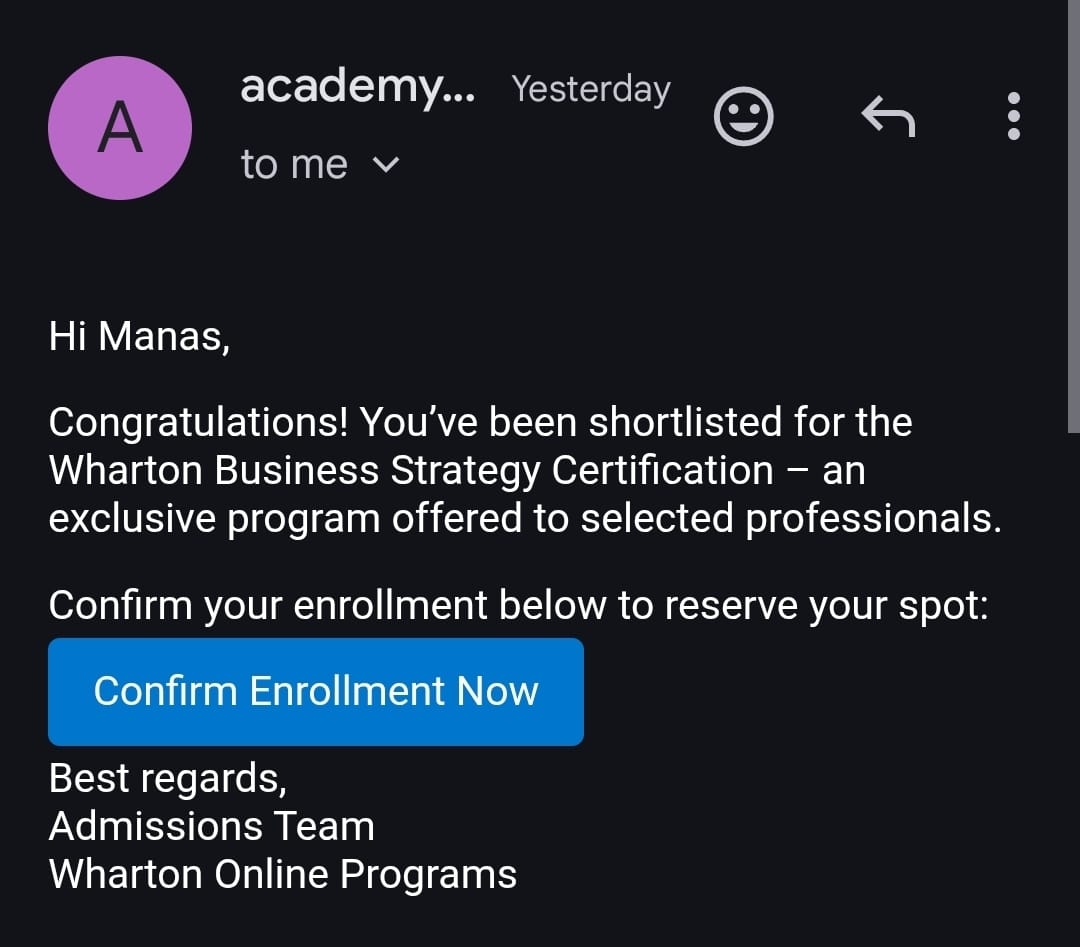 A
academy... Yesterday
to me
Hi Manas,
Congratulations! You’ve been shortlisted for the
Wharton Business Strategy Certification – an
exclusive program offered to selected professionals.
Confirm your enrollment below to reserve your spot:
Confirm Enrollment Now
Best regards,
Admissions Team
Wharton Online Programs